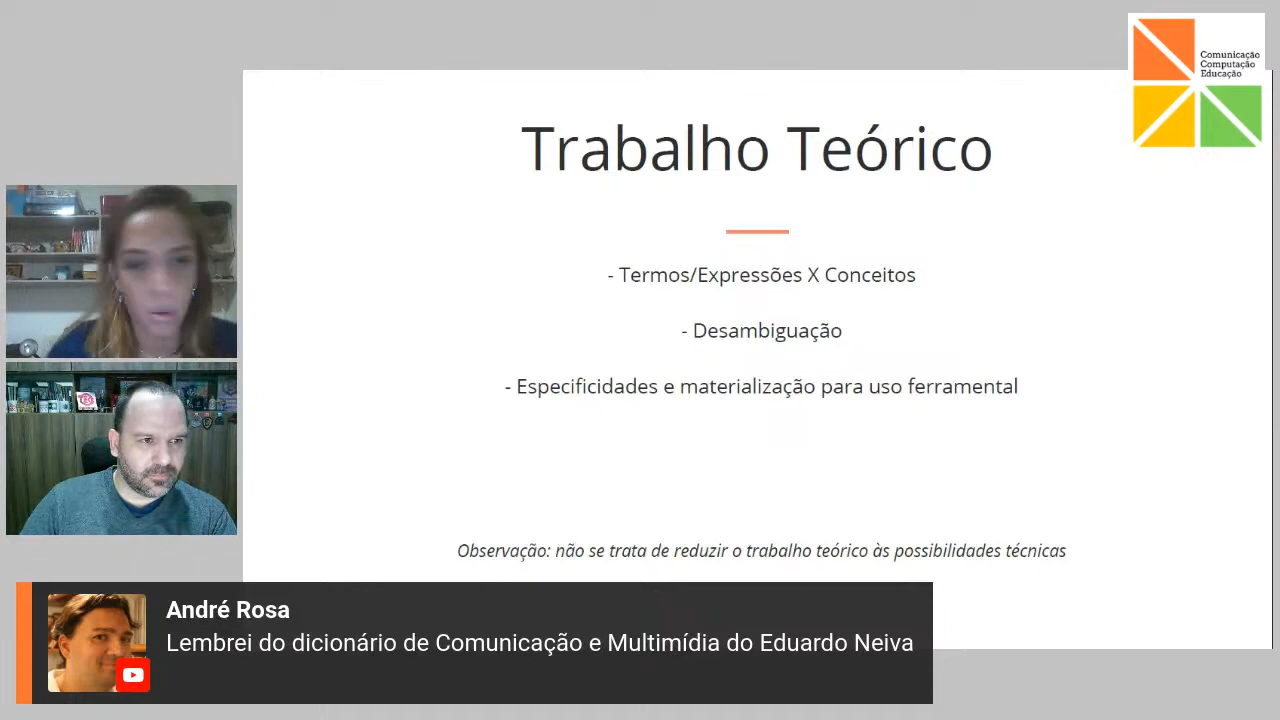 Comunicação
Computação
Educação
Trabalho Teórico
- Termos/Expressões X Conceitos
- Desambiguação
- Especificidades e materialização para uso ferramental
Observação: não se trata de reduzir o trabalho teórico às possibilidades técnicas
André Rosa
Lembrei do dicionário de Comunicação e Multimídia do Eduardo Neiva